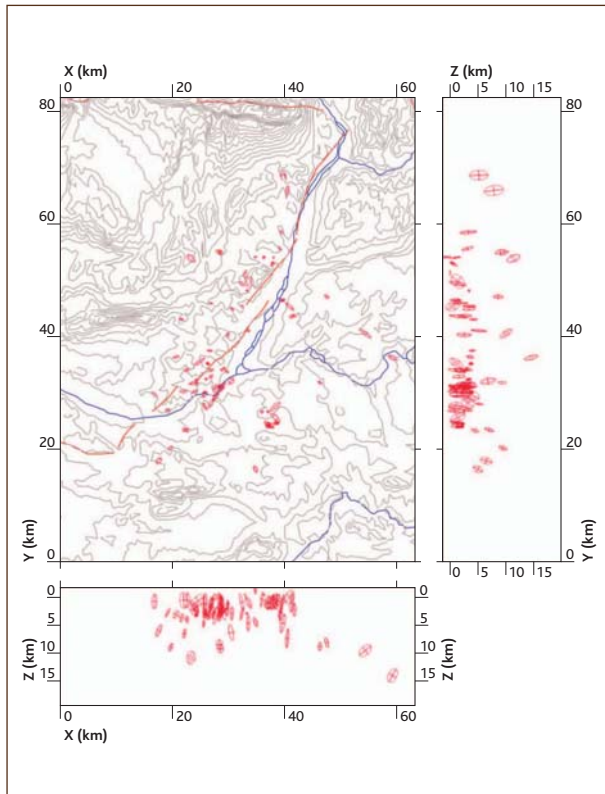 X (km)
0 20 40 60
Z (km)
0 5 10 15
80 80
60 60
40 40
20 20
0 0
Y (km) Y (km)
0 5 10 15
0 0
5 5
10 10
15 15
Z (km) Z (km)
0 20 40 60
X (km)